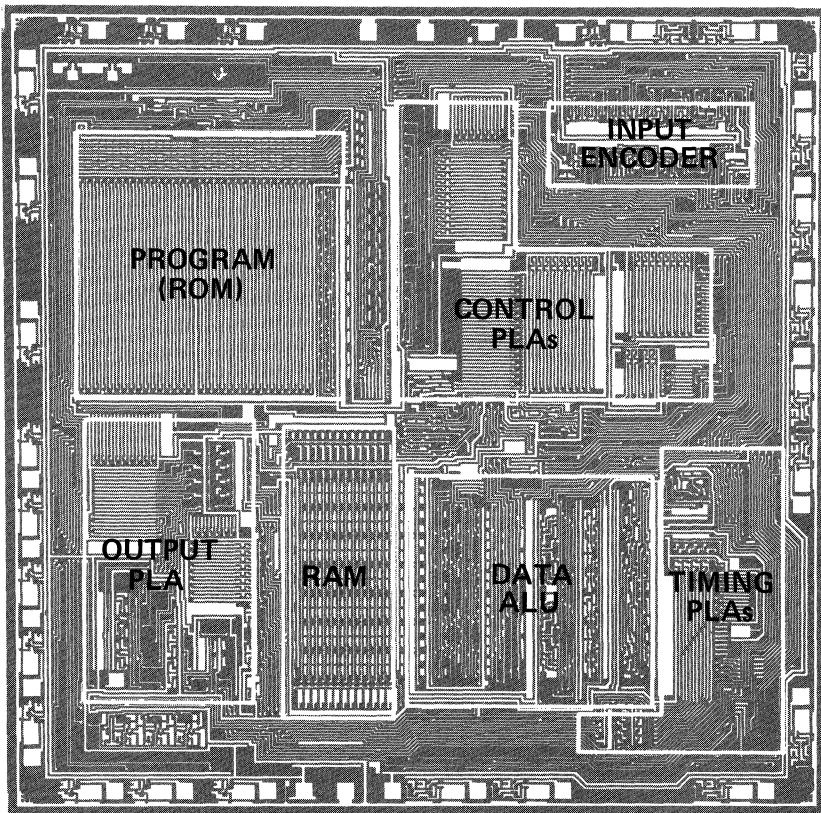 INPUT
ENCODER
PROGRAM
(ROM)
CONTROL
PLAs
OUTPUT
PLA
RAM
DATA
ALU
TIMING
PLAs